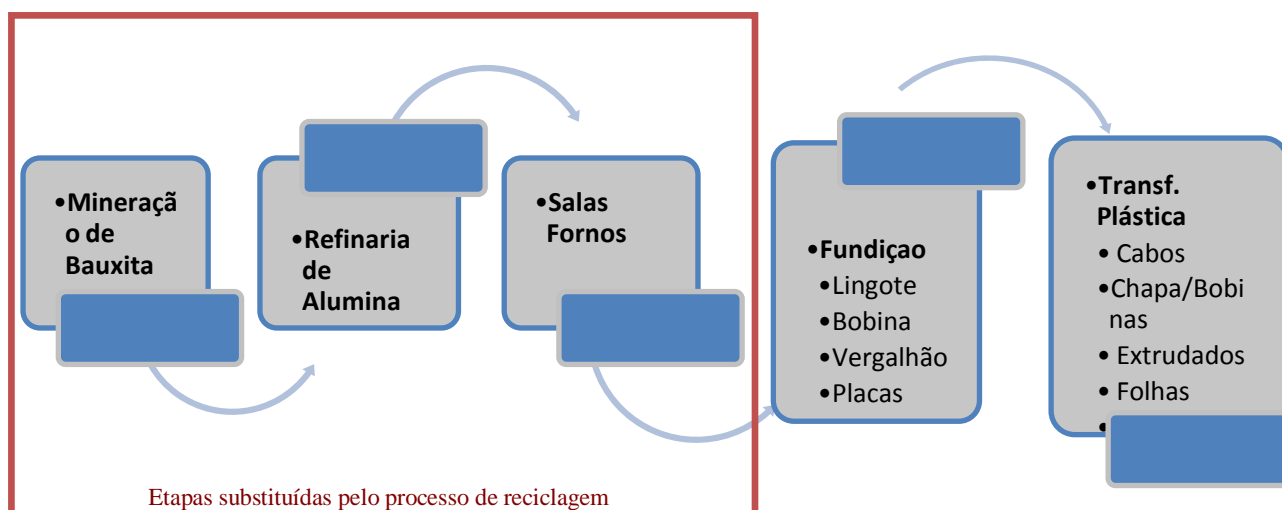 •Mineraçã
o de
Bauxita
•Refinaria
de
Alumina
•Salas
Fornos
•Fundiçao
•Lingote
•Bobina
•Vergalhão
•Placas
•Transf.
Plástica
• Cabos
•Chapa/Bobi
nas
• Extrudados
• Folhas
•
Etapas substituídas pelo processo de reciclagem